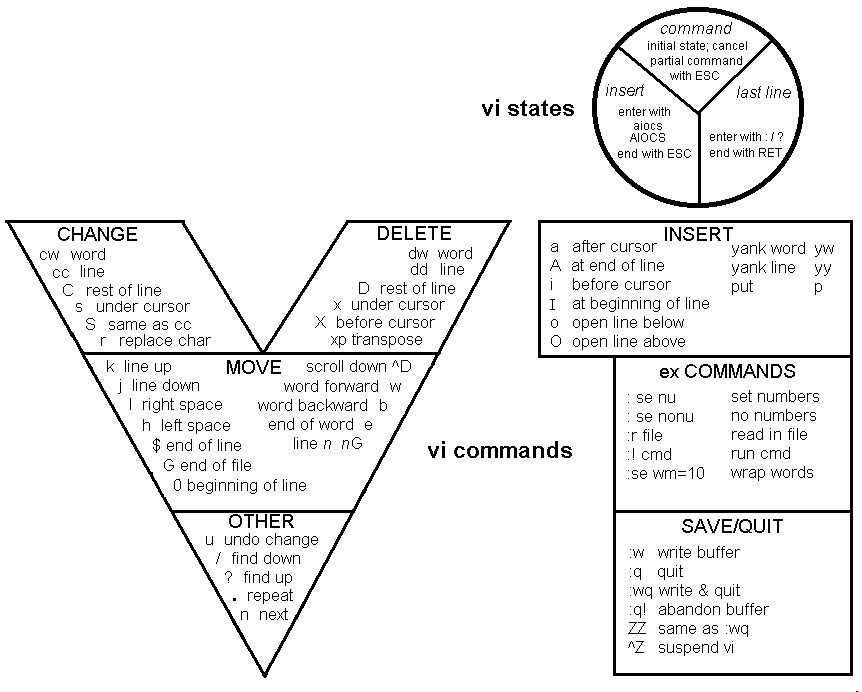 command
initial state; cancel
partial command
with ESC
insert
enter with
aiocs
AIOCS
end with ESC
last line
enter with : / ?
end with RET
vi states
CHANGE
cw word
cc line
C rest of line
s under cursor
S same as cc
r replace char
DELETE
dw word
dd line
D rest of line
x under cursor
X before cursor
xp transpose
MOVE
k line up
j line down
l right space
h left space
$ end of line
G end of file
0 beginning of line
scroll down ^D
word forward w
word backward b
end of word e
line n nG
OTHER
u undo change
/ find down
? find up
. repeat
n next
vi commands
INSERT
a after cursor
A at end of line
i before cursor
I at beginning of line
o open line below
O open line above
yank word yw
yank line yy
put p
ex COMMANDS
: se nu set numbers
: se nonu no numbers
:r file read in file
:! cmd run cmd
:se wm=10 wrap words
SAVE/QUIT
:w write buffer
:q quit
:wq write & quit
:q! abandon buffer
ZZ same as :wq
^Z suspend vi